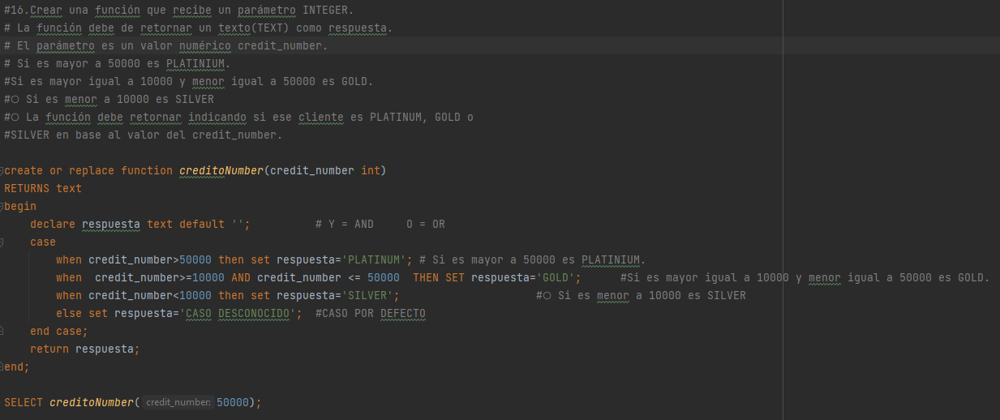 #16.Crear una función que recibe un parámetro INTEGER.
# La función debe de retornar un texto(TEXT) como respuesta.
# El parámetro es un valor numérico credit_number.
# Si es mayor a 50000 es PLATINIUM.
#Si es mayor igual a 10000 y menor igual a 50000 es GOLD.
#○ Si es menor a 10000 es SILVER
#○ La función debe retornar indicando si ese cliente es PLATINUM, GOLD o
#SILVER en base al valor del credit_number.
create or replace function creditoNumber(credit_number int)
RETURNS text
begin
    declare respuesta text default '';          # Y = AND     O = OR
    case
        when credit_number>50000 then set respuesta='PLATINUM'; # Si es mayor a 50000 es PLATINIUM.
        when  credit_number>=10000 AND credit_number <= 50000  THEN SET respuesta='GOLD';      #Si es mayor igual a 10000 y menor igual a 50000 es GOLD.
        when credit_number<10000 then set respuesta='SILVER';                     #○ Si es menor a 10000 es SILVER
        else set respuesta='CASO DESCONOCIDO';  #CASO POR DEFECTO
    end case;
    return respuesta;
end;
SELECT creditoNumber( credit_number: 50000);